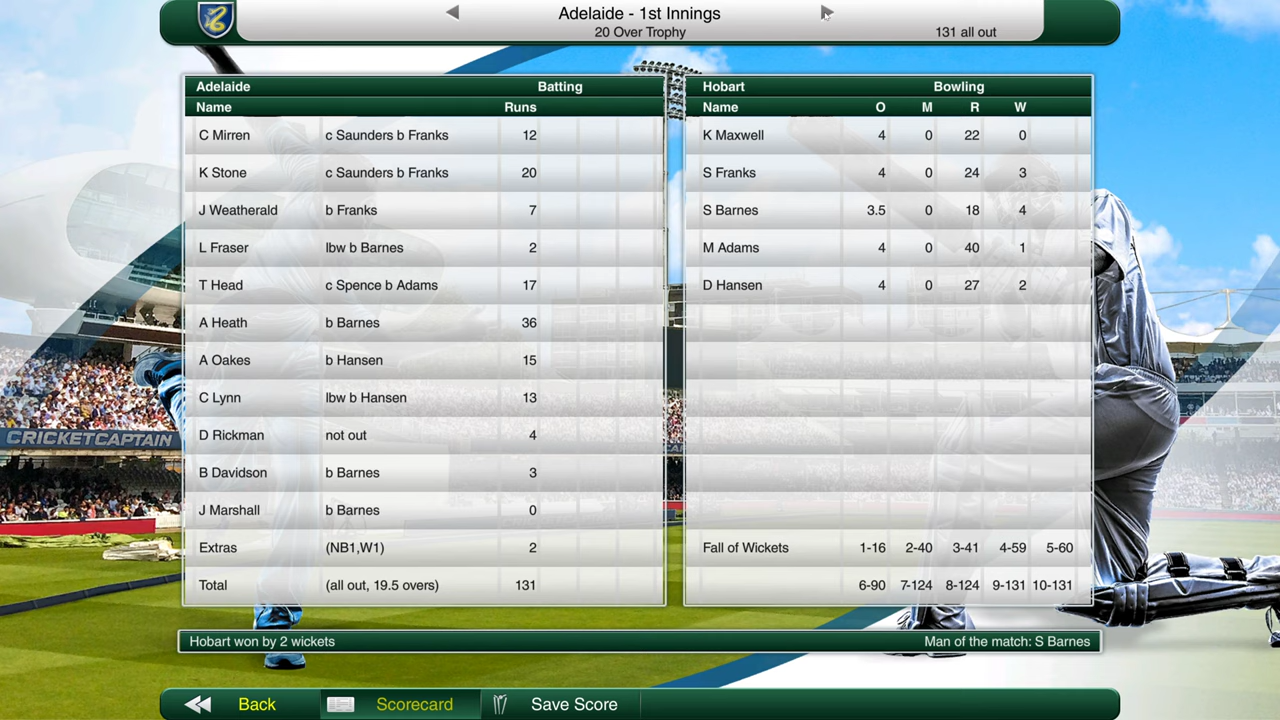 Adelaide - 1st Innings
20 Over Trophy
131 all out
Adelaide Batting
Name Runs
C Mirren c Saunders b Franks 12
K Stone c Saunders b Franks 20
J Weatherald b Franks 7
L Fraser lbw b Barnes 2
T Head c Spence b Adams 17
A Heath b Barnes 36
A Oakes b Hansen 15
C Lynn lbw b Hansen 13
D Rickman not out 4
B Davidson b Barnes 3
J Marshall b Barnes 0
Extras (NB1,W1) 2
Total (all out, 19.5 overs) 131
Hobart Bowling
Name O M R W
K Maxwell 4 0 22 0
S Franks 4 0 24 3
S Barnes 3.5 0 18 4
M Adams 4 0 40 1
D Hansen 4 0 27 2
Fall of Wickets 1-16 2-40 3-41 4-59 5-60
6-90 7-124 8-124 9-131 10-131
CRICKETCAPTAIN
Hobart won by 2 wickets
Man of the match: S Barnes
Back Scorecard Save Score